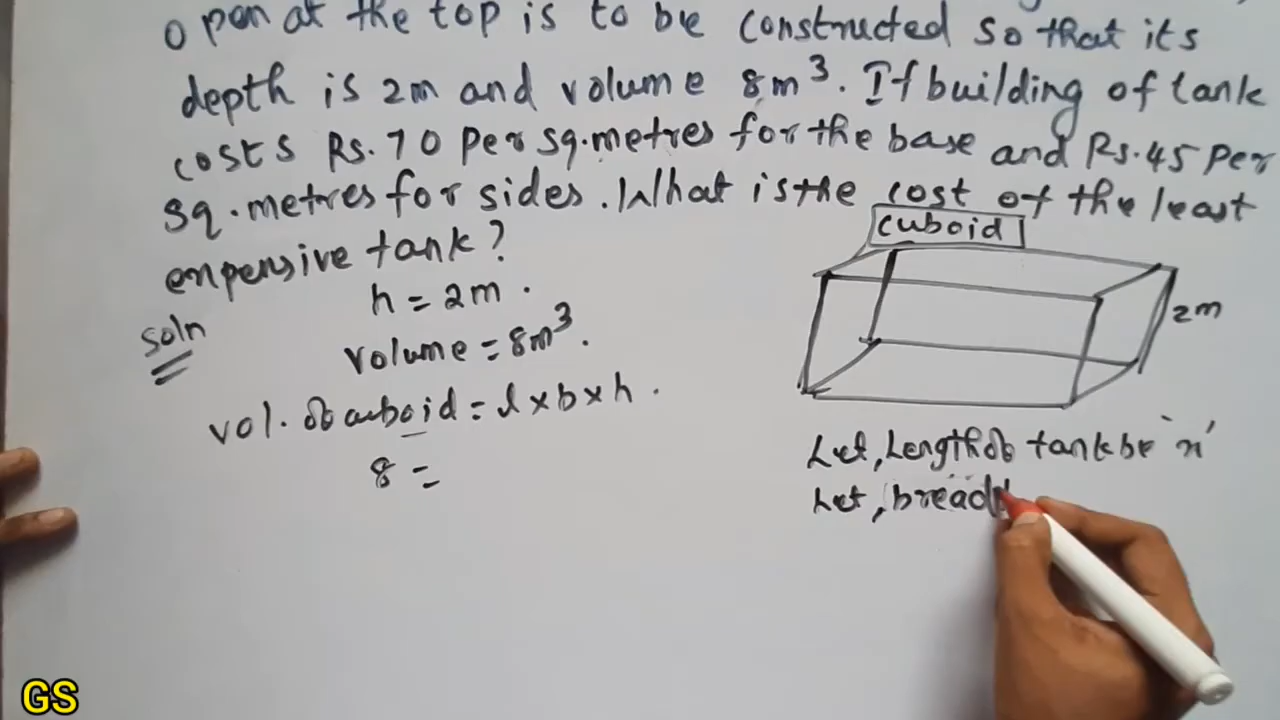 open at the top is to be constructed so that its
depth is 2m and volume 8m³. If building of tank
costs Rs.70 Per sq.metres for the base and Rs.45 per
sq.metres for sides. What is the cost of the least
expensive tank?
cuboid
h = 2m.
2m
soln
volume = 8m³.
vol. of cuboid = l × b × h.
Let, Length of tank be 'x'
8 =
Let, bread
GS